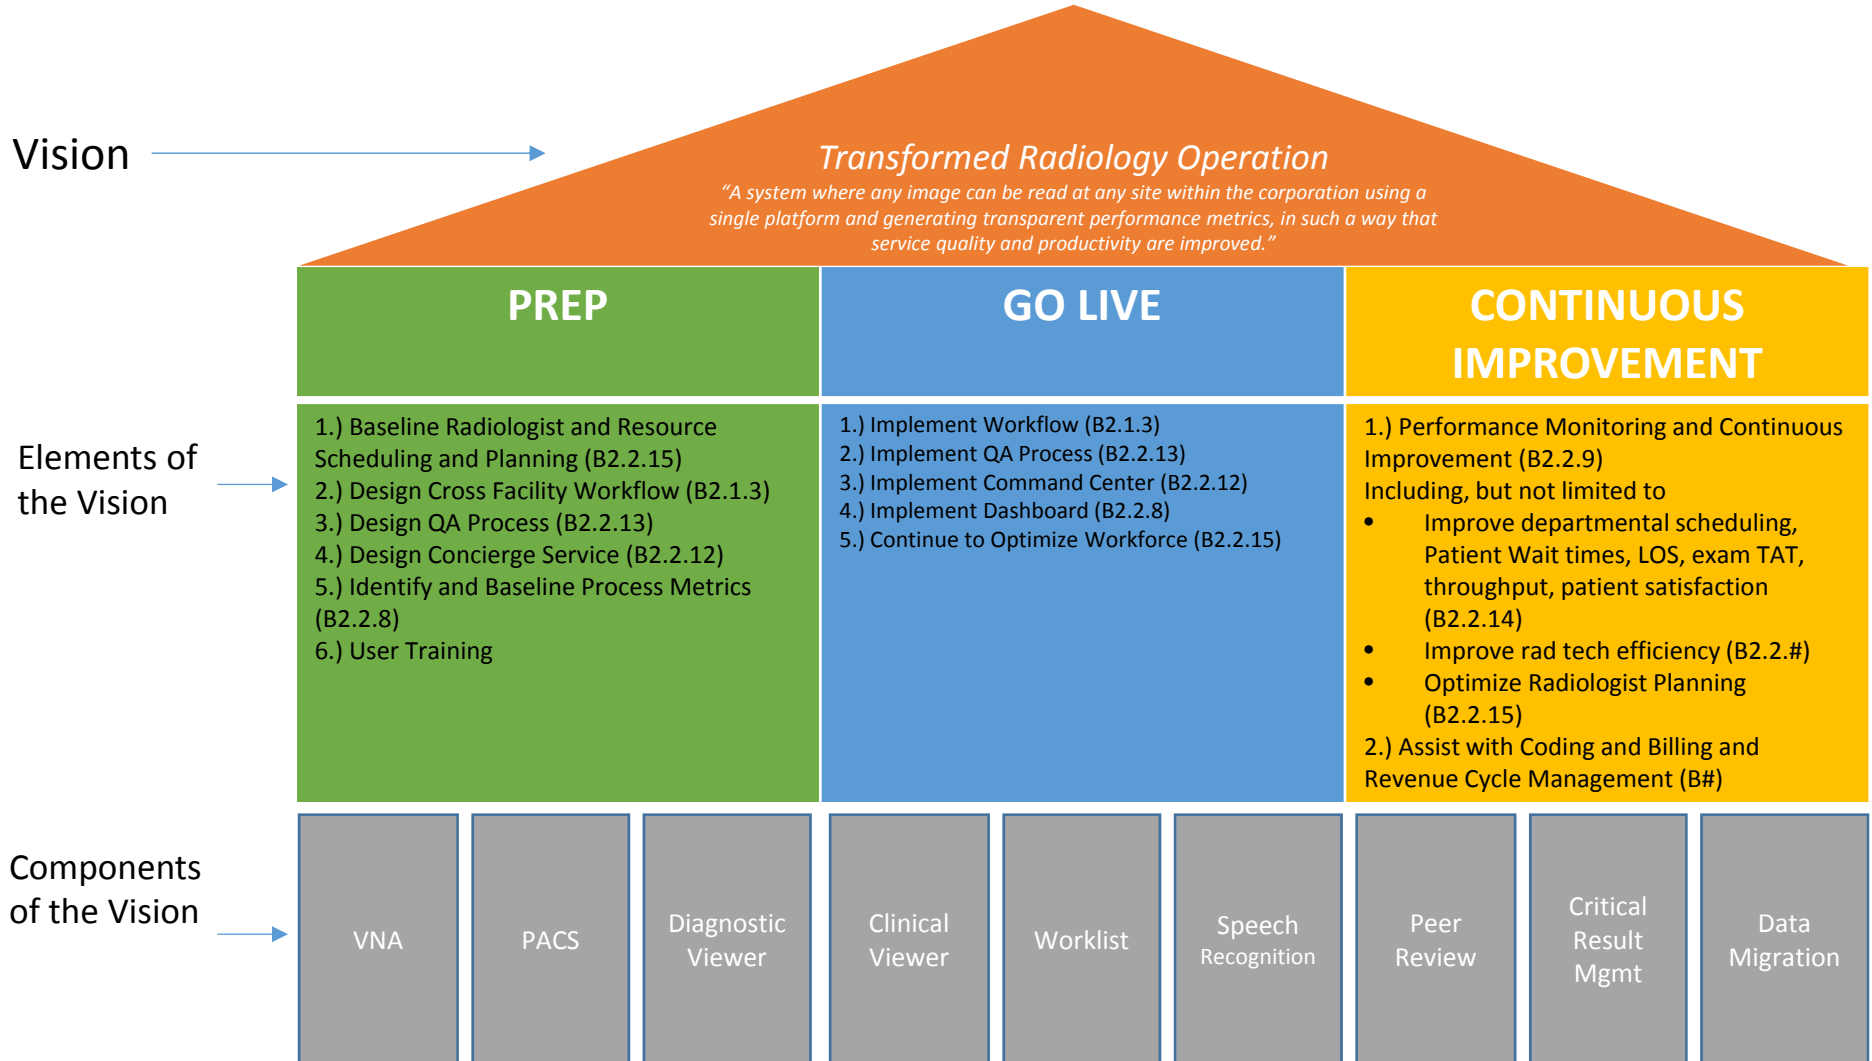 Vision
Transformed Radiology Operation
“A system where any image can be read at any site within the corporation using a
single platform and generating transparent performance metrics, in such a way that
service quality and productivity are improved.”
PREP
GO LIVE
CONTINUOUS
IMPROVEMENT
Elements of
the Vision
1.) Baseline Radiologist and Resource
Scheduling and Planning (B2.2.15)
2.) Design Cross Facility Workflow (B2.1.3)
3.) Design QA Process (B2.2.13)
4.) Design Concierge Service (B2.2.12)
5.) Identify and Baseline Process Metrics
(B2.2.8)
6.) User Training
1.) Implement Workflow (B2.1.3)
2.) Implement QA Process (B2.2.13)
3.) Implement Command Center (B2.2.12)
4.) Implement Dashboard (B2.2.8)
5.) Continue to Optimize Workforce (B2.2.15)
1.) Performance Monitoring and Continuous
Improvement (B2.2.9)
Including, but not limited to
• Improve departmental scheduling,
Patient Wait times, LOS, exam TAT,
throughput, patient satisfaction
(B2.2.14)
• Improve rad tech efficiency (B2.2.#)
• Optimize Radiologist Planning
(B2.2.15)
2.) Assist with Coding and Billing and
Revenue Cycle Management (B#)
Components
of the Vision
VNA
PACS
Diagnostic
Viewer
Clinical
Viewer
Worklist
Speech
Recognition
Peer
Review
Critical
Result
Mgmt
Data
Migration